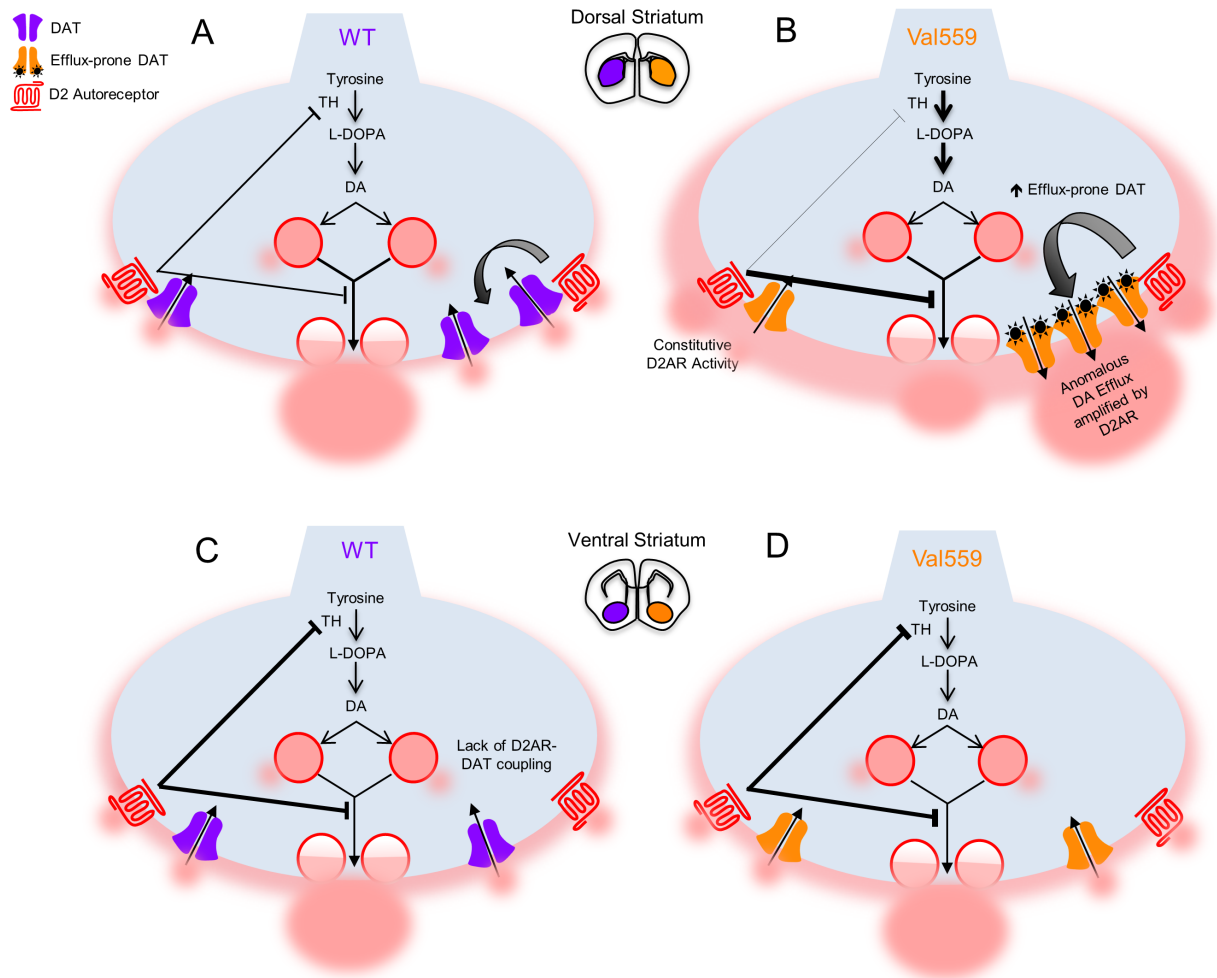 DAT
Efflux-prone DAT
D2 Autoreceptor
A
WT
Tyrosine
TH
L-DOPA
DA
Dorsal Striatum
B
Val559
Tyrosine
TH
L-DOPA
DA
Efflux-prone DAT
Constitutive
D2AR Activity
Anomalous
DA Efflux
amplified by
D2AR
C
WT
Tyrosine
TH
L-DOPA
DA
Lack of D2AR-
DAT coupling
Ventral Striatum
D
Val559
Tyrosine
TH
L-DOPA
DA